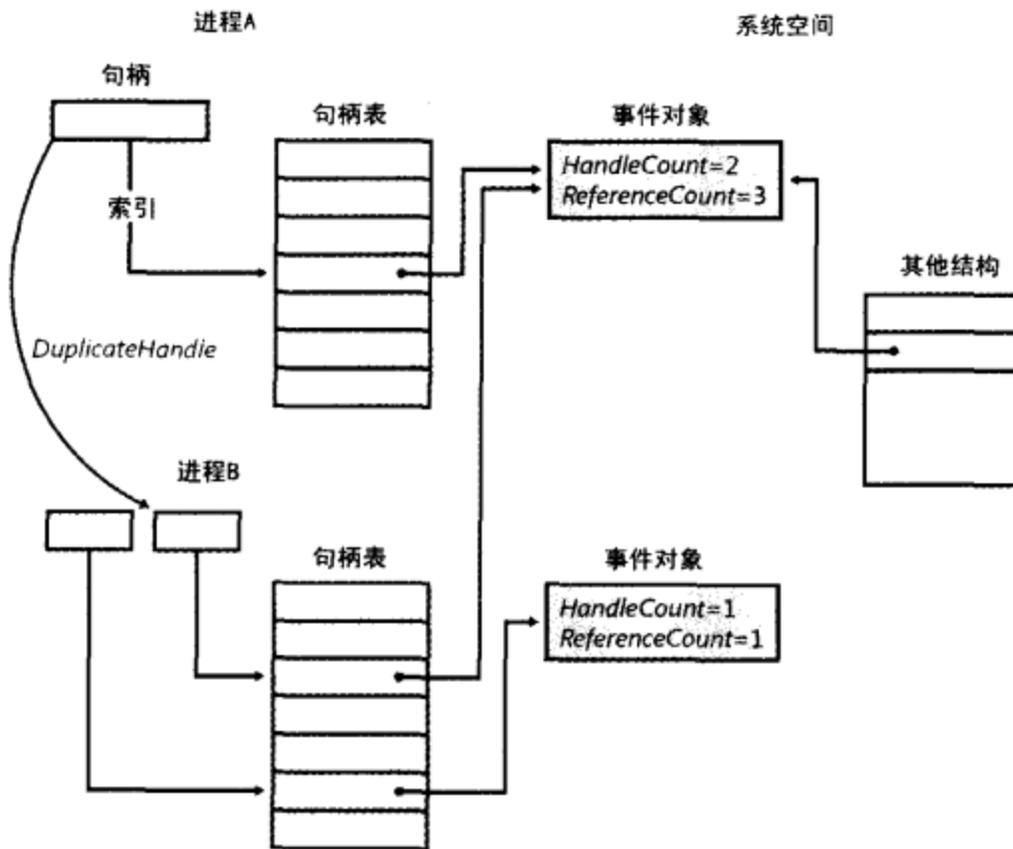 进程A
系统空间
句柄
句柄表
事件对象
HandleCount=2
ReferenceCount=3
索引
其他结构
DuplicateHandie
进程B
句柄表
事件对象
HandleCount=1
ReferenceCount=1